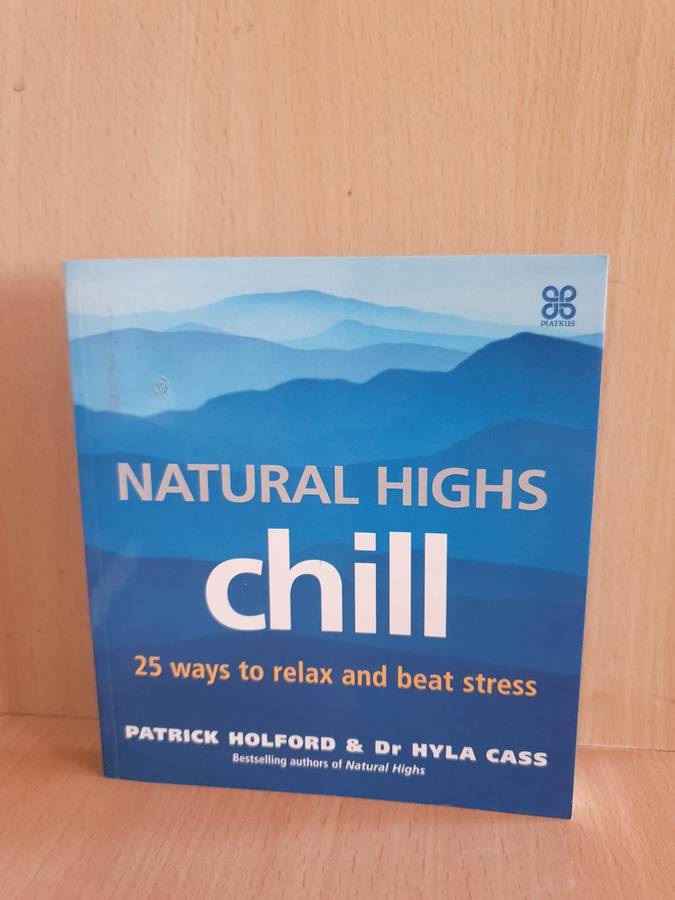 PIATKUS
NATURAL HIGHS
chill
25 ways to relax and beat stress
PATRICK HOLFORD & Dr HYLA CASS
Bestselling authors of Natural Highs